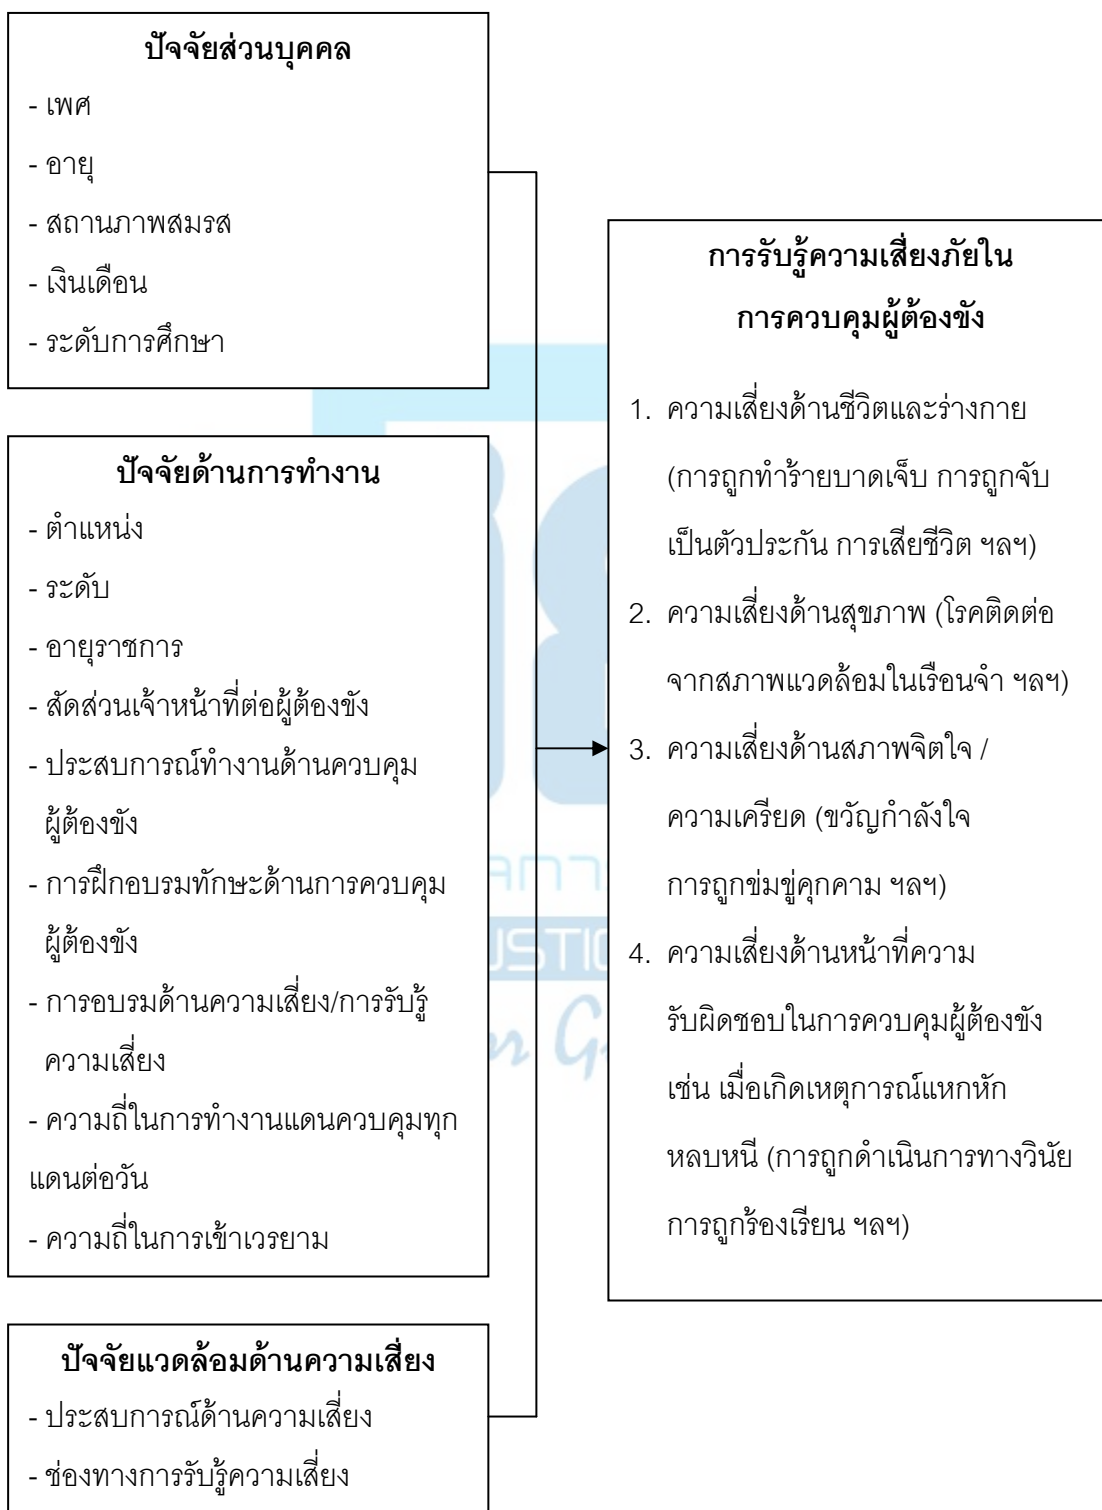 ปัจจัยส่วนบุคคล
- เพศ
- อายุ
- สถานภาพสมรส
- เงินเดือน
- ระดับการศึกษา
ปัจจัยด้านการทำงาน
- ตำแหน่ง
- ระดับ
- อายุราชการ
- สัดส่วนเจ้าหน้าที่ต่อผู้ต้องขัง
- ประสบการณ์ทำงานด้านควบคุม
ผู้ต้องขัง
- การฝึกอบรมทักษะด้านการควบคุม
ผู้ต้องขัง
- การอบรมด้านความเสี่ยง/การรับรู้
ความเสี่ยง
- ความถี่ในการทำงานแดนควบคุมทุก
แดนต่อวัน
- ความถี่ในการเข้าเวรยาม
ปัจจัยแวดล้อมด้านความเสี่ยง
- ประสบการณ์ด้านความเสี่ยง
- ช่องทางการรับรู้ความเสี่ยง
การรับรู้ความเสี่ยงภัยใน
การควบคุมผู้ต้องขัง
1. ความเสี่ยงด้านชีวิตและร่างกาย
(การถูกทำร้ายบาดเจ็บ การถูกจับ
เป็นตัวประกัน การเสียชีวิต ฯลฯ)
2. ความเสี่ยงด้านสุขภาพ (โรคติดต่อ
จากสภาพแวดล้อมในเรือนจำ ฯลฯ)
3. ความเสี่ยงด้านสภาพจิตใจ /
ความเครียด (ขวัญกำลังใจ
การถูกข่มขู่คุกคาม ฯลฯ)
4. ความเสี่ยงด้านหน้าที่ความ
รับผิดชอบในการควบคุมผู้ต้องขัง
เช่น เมื่อเกิดเหตุการณ์แหกหัก
หลบหนี (การถูกดำเนินการทางวินัย
การถูกร้องเรียน ฯลฯ)